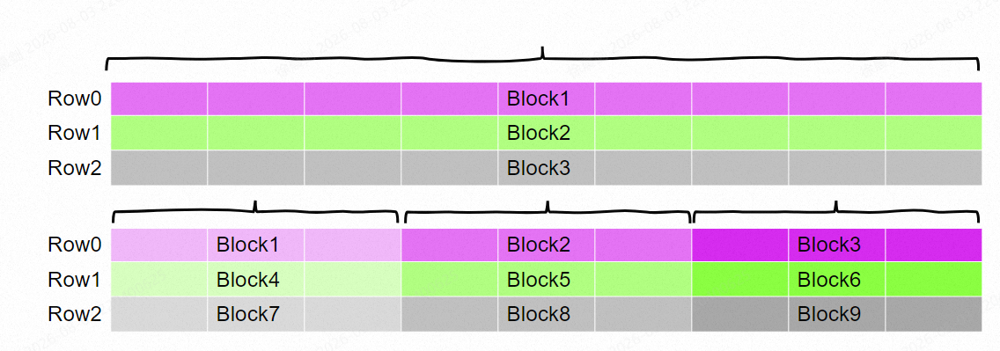 Row0 Block1
Row1 Block2
Row2 Block3
Row0 Block1 Block2 Block3
Row1 Block4 Block5 Block6
Row2 Block7 Block8 Block9